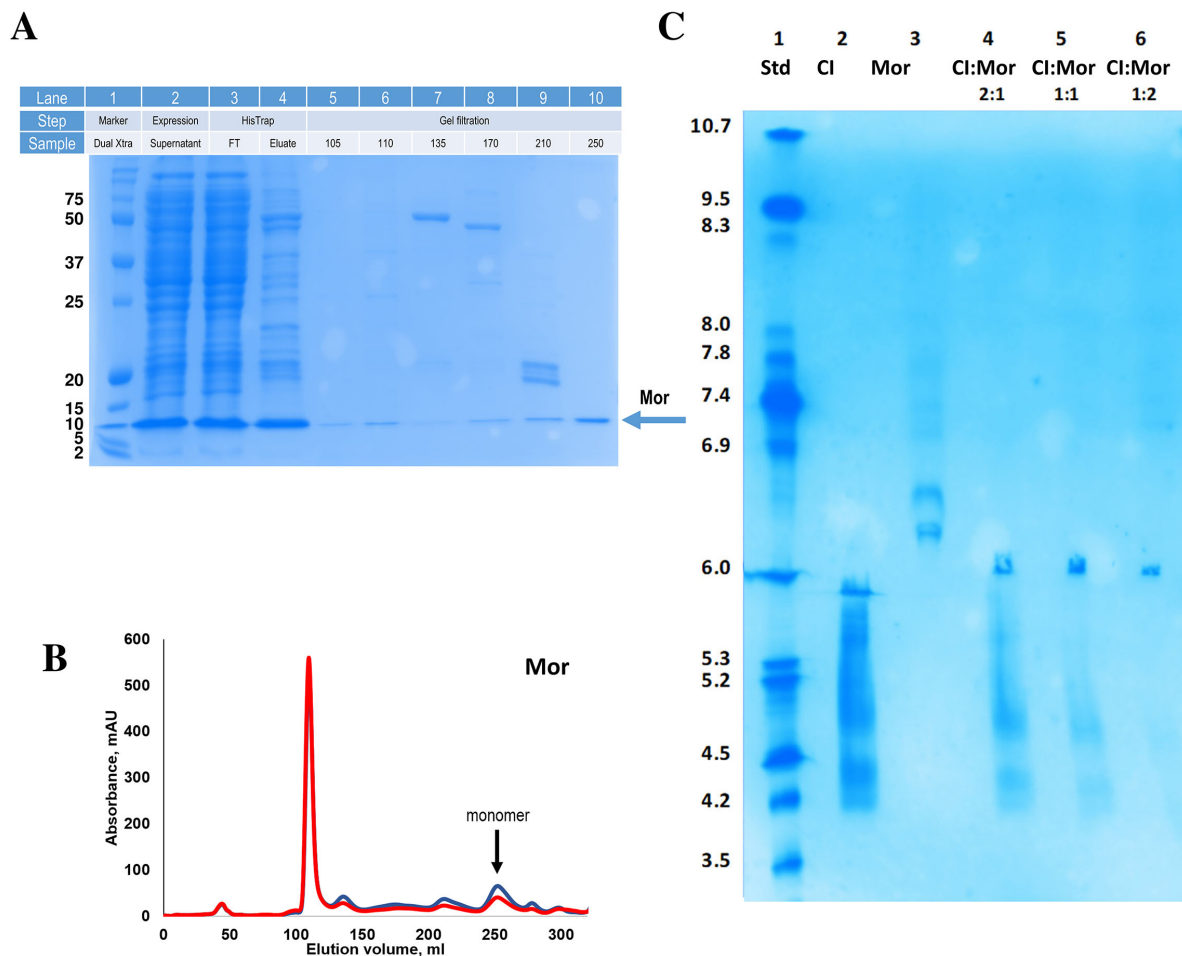 A
Lane 1 2 3 4 5 6 7 8 9 10
Step Marker Expression HisTrap Gel filtration
Sample Dual Xtra Supernatant FT Eluate 105 110 135 170 210 250
75
50
37
25
20
15
10
5
2
Mor
B
Mor
600
500
400
300
200
100
0
Absorbance, mAU
monomer
0 50 100 150 200 250 300
Elution volume, ml
C
1 2 3 4 5 6
Std CI Mor CI:Mor CI:Mor CI:Mor
2:1 1:1 1:2
10.7
9.5
8.3
8.0
7.8
7.4
6.9
6.0
5.3
5.2
4.5
4.2
3.5